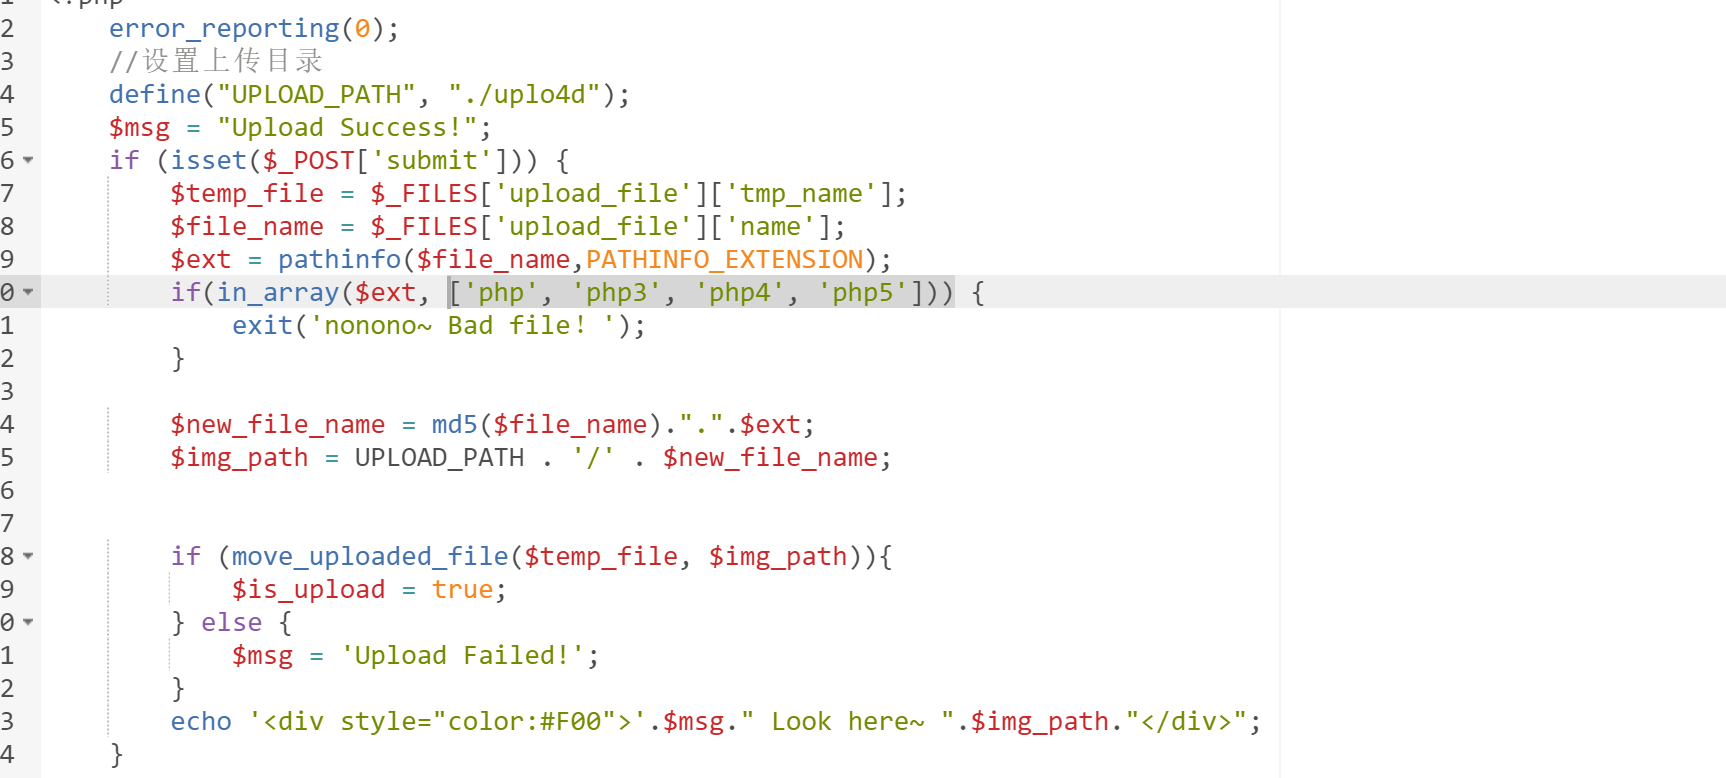 <?php
2 error_reporting(0);
3 //设置上传目录
4 define("UPLOAD_PATH", "./uplo4d");
5 $msg = "Upload Success!";
6 if (isset($_POST['submit'])) {
7 $temp_file = $_FILES['upload_file']['tmp_name'];
8 $file_name = $_FILES['upload_file']['name'];
9 $ext = pathinfo($file_name,PATHINFO_EXTENSION);
0 if(in_array($ext, ['php', 'php3', 'php4', 'php5'])) {
1 exit('nonono~ Bad file! ');
2 }
3
4 $new_file_name = md5($file_name).".".$ext;
5 $img_path = UPLOAD_PATH . '/' . $new_file_name;
6
7
8 if (move_uploaded_file($temp_file, $img_path)){
9 $is_upload = true;
0 } else {
1 $msg = 'Upload Failed!';
2 }
3 echo '<div style="color:#F00">'.$msg." Look here~ ".$img_path."</div>";
4 }